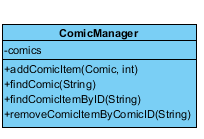 ComicManager
-comics
+addComicItem(Comic, int)
+findComic(String)
+findComicItemByID(String)
+removeComicItemByComicID(String)